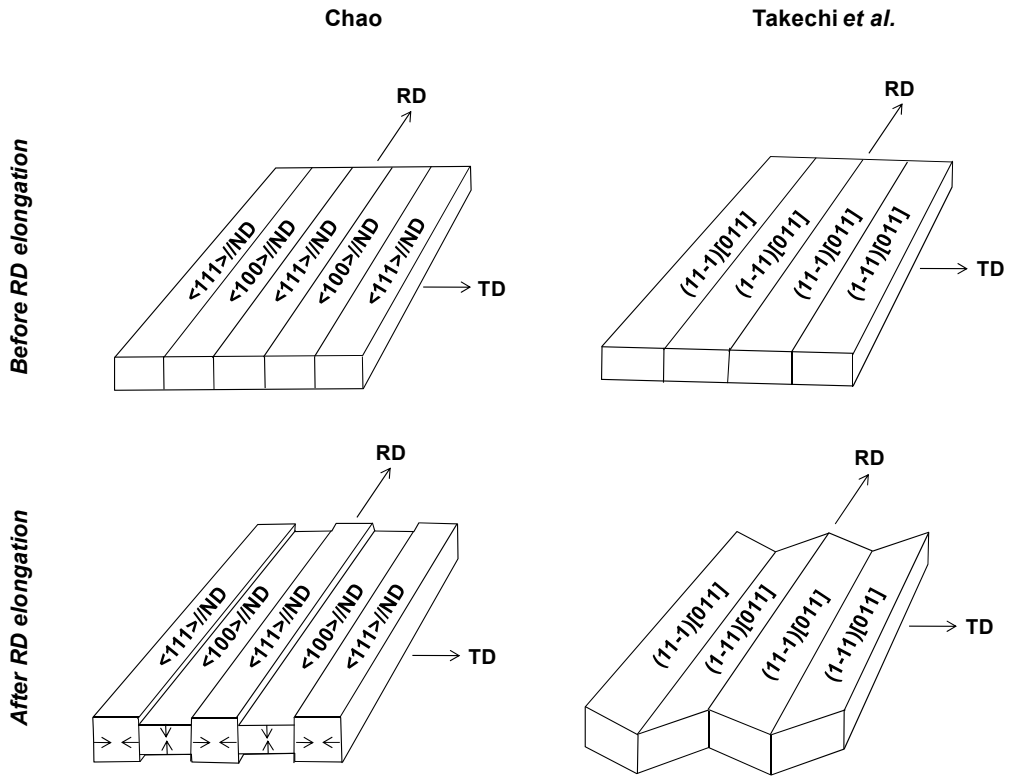 Chao
Takechi et al.
Before RD elongation
RD
TD
<111>//ND
<100>//ND
<111>//ND
<100>//ND
<111>//ND
RD
TD
(11-1)[011]
(1-11)[011]
(11-1)[011]
(1-11)[011]
After RD elongation
RD
TD
<111>//ND
<100>//ND
<111>//ND
<100>//ND
<111>//ND
RD
TD
(11-1)[011]
(1-11)[011]
(11-1)[011]
(1-11)[011]